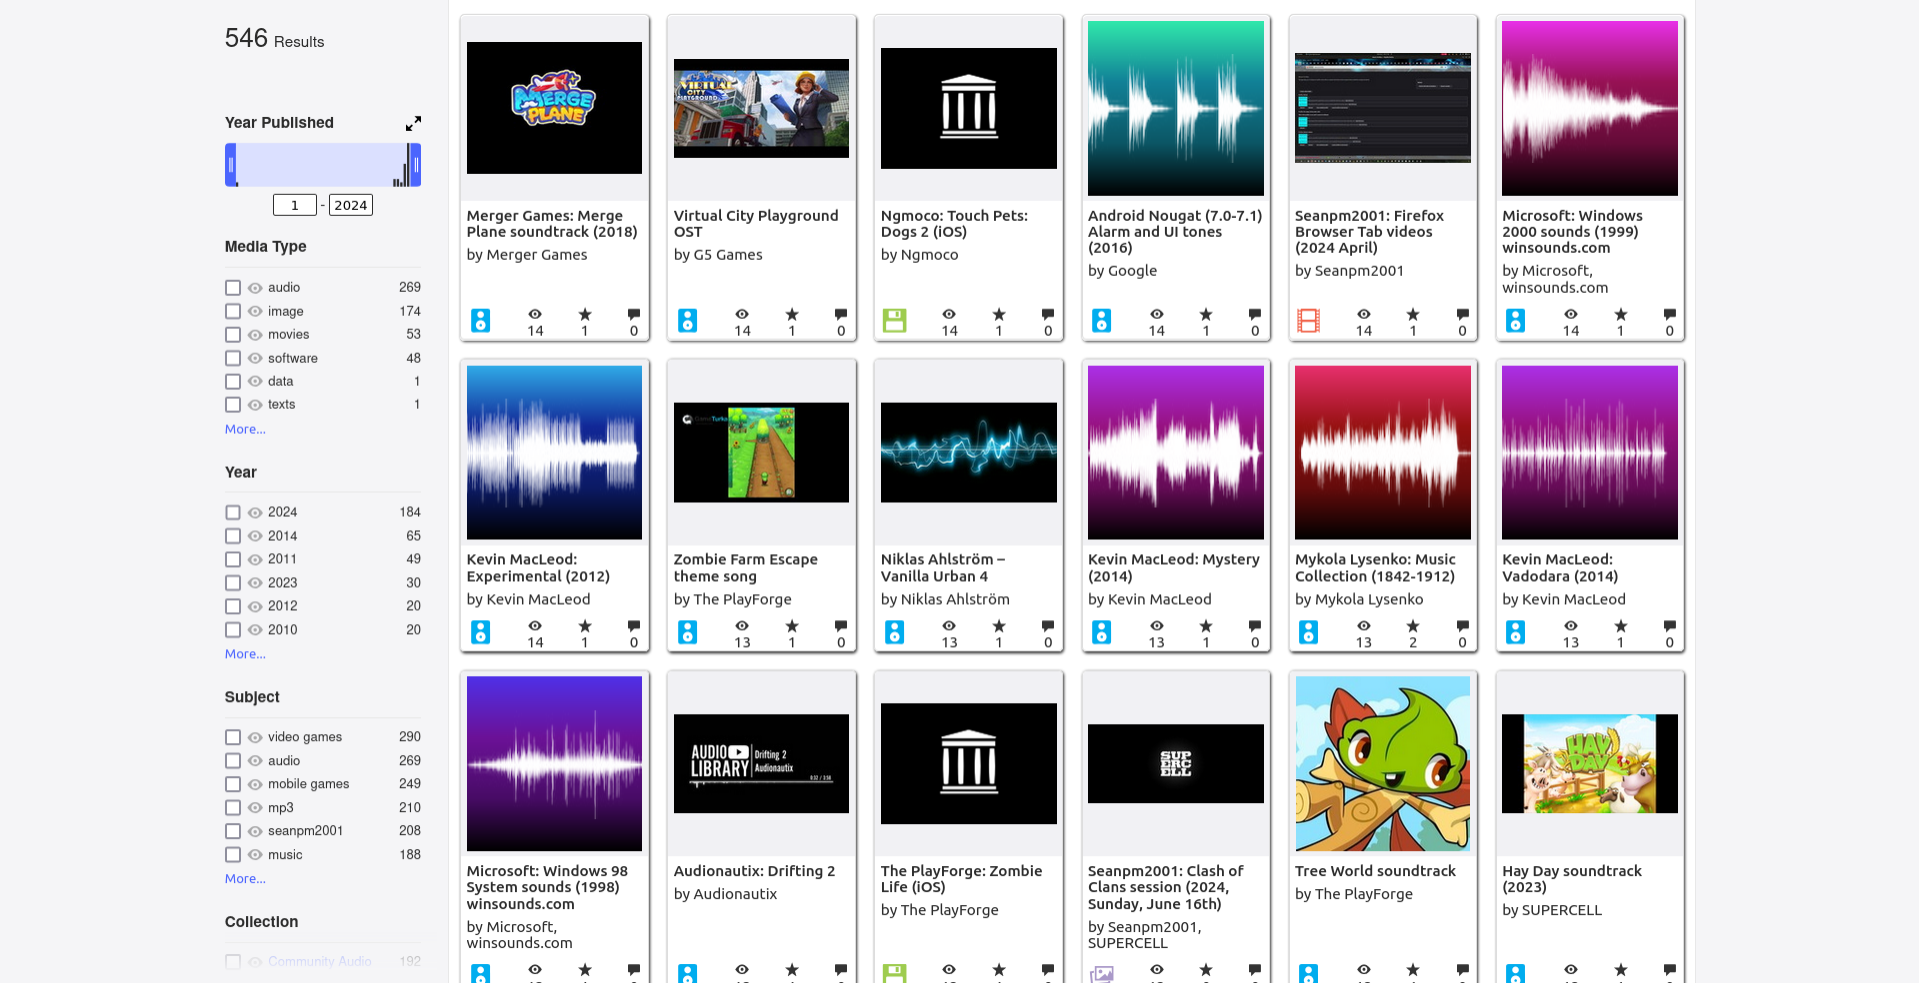 546 Results
Year Published
1 - 2024
Media Type
audio 269
image 174
movies 53
software 48
data 1
texts 1
More...
Year
2024 184
2014 65
2011 49
2023 30
2012 20
2010 20
More...
Subject
video games 290
audio 269
mobile games 249
mp3 210
seanpm2001 208
music 188
More...
Collection
Community Audio 192
MERGE
PLANE
Merger Games: Merge
Plane soundtrack (2018)
by Merger Games
14 1 0
VIRTUAL
CITY
PLAYGROUND
Virtual City Playground
OST
by G5 Games
14 1 0
Ngmoco: Touch Pets:
Dogs 2 (iOS)
by Ngmoco
14 1 0
Android Nougat (7.0-7.1)
Alarm and UI tones
(2016)
by Google
14 1 0
Seanpm2001: Firefox
Browser Tab videos
(2024 April)
by Seanpm2001
14 1 0
Microsoft: Windows
2000 sounds (1999)
winsounds.com
by Microsoft,
winsounds.com
14 1 0
Kevin MacLeod:
Experimental (2012)
by Kevin MacLeod
14 1 0
Zombie Farm Escape
theme song
by The PlayForge
13 1 0
Niklas Ahlström –
Vanilla Urban 4
by Niklas Ahlström
13 1 0
Kevin MacLeod: Mystery
(2014)
by Kevin MacLeod
13 1 0
Mykola Lysenko: Music
Collection (1842-1912)
by Mykola Lysenko
13 2 0
Kevin MacLeod:
Vadodara (2014)
by Kevin MacLeod
13 1 0
Microsoft: Windows 98
System sounds (1998)
winsounds.com
by Microsoft,
winsounds.com
AUDIO
LIBRARY
Drifting 2
Audionautix
0:32 / 3:50
Audionautix: Drifting 2
by Audionautix
The PlayForge: Zombie
Life (iOS)
by The PlayForge
SUP
ERC
ELL
Seanpm2001: Clash of
Clans session (2024,
Sunday, June 16th)
by Seanpm2001,
SUPERCELL
Tree World soundtrack
by The PlayForge
HAY
DAY
Hay Day soundtrack
(2023)
by SUPERCELL